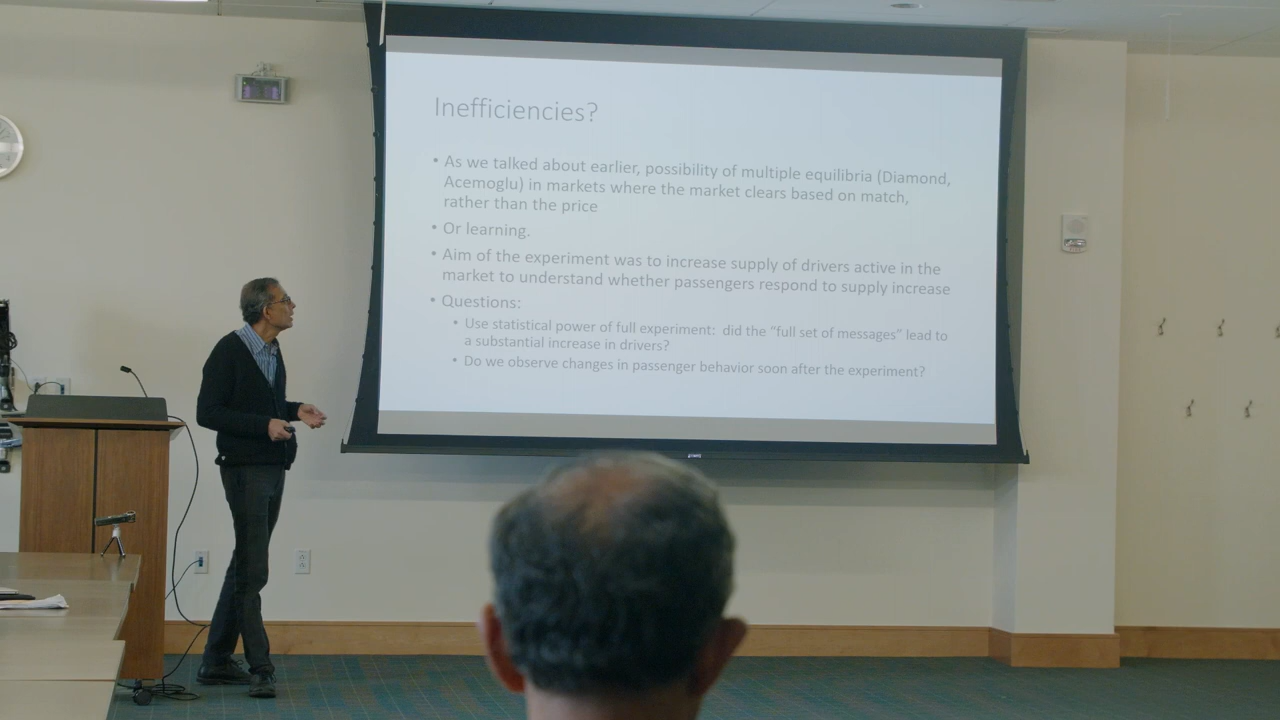 Inefficiencies?
• As we talked about earlier, possibility of multiple equilibria (Diamond,
Acemoglu) in markets where the market clears based on match,
rather than the price
• Or learning.
• Aim of the experiment was to increase supply of drivers active in the
market to understand whether passengers respond to supply increase
• Questions:
• Use statistical power of full experiment: did the "full set of messages" lead to
a substantial increase in drivers?
• Do we observe changes in passenger behavior soon after the experiment?